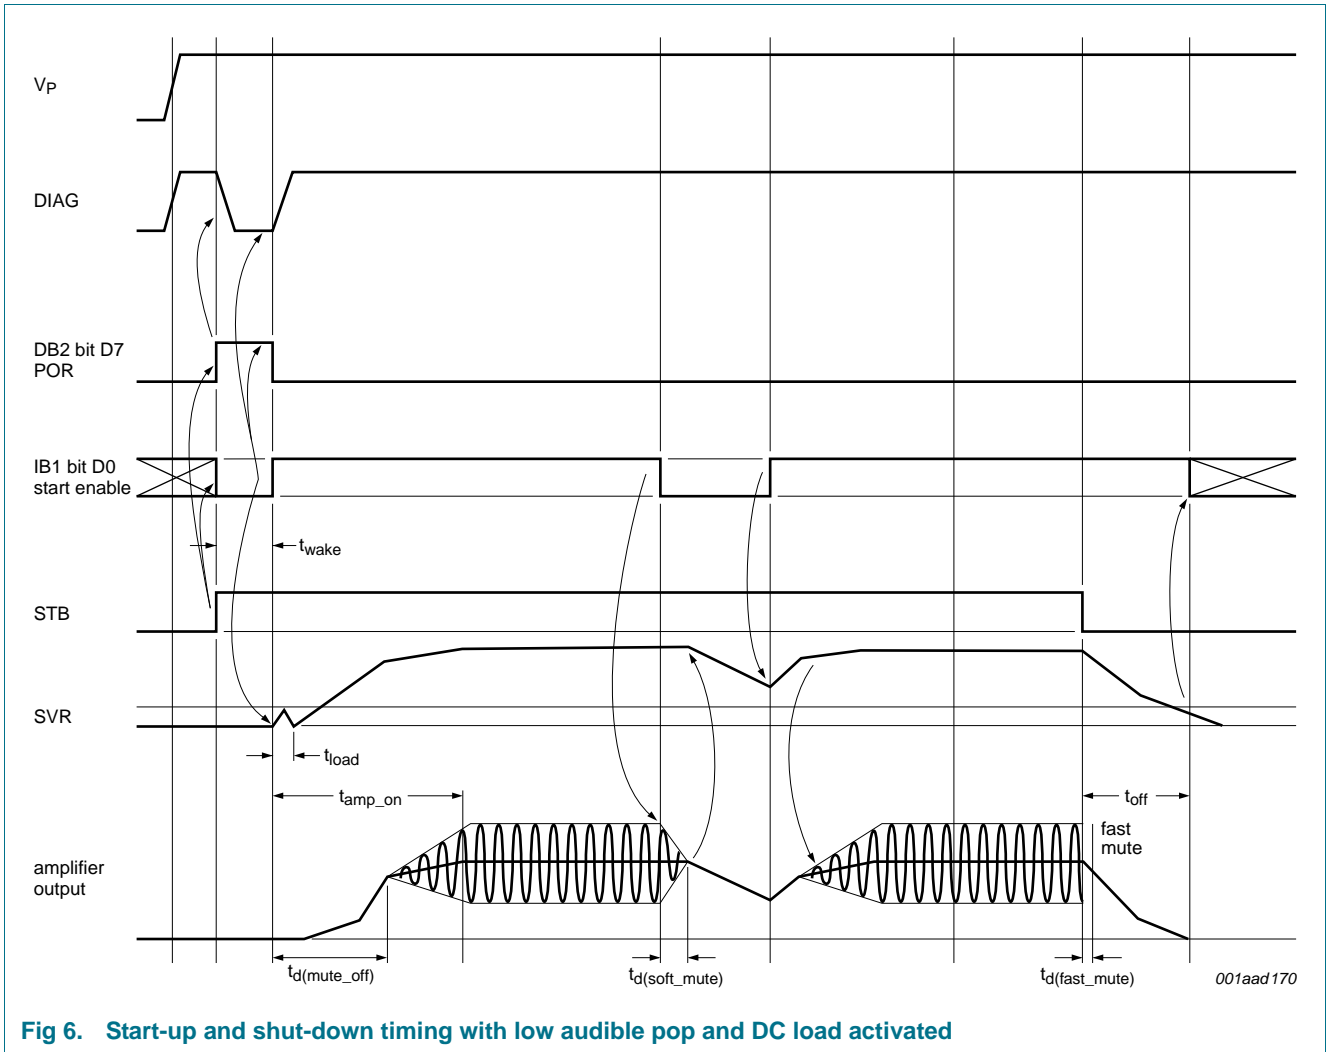 VP
DIAG
DB2 bit D7
POR
IB1 bit D0
start enable
twake
STB
SVR
tload
tamp_on
toff
fast
mute
amplifier
output
td(mute_off)
td(soft_mute)
td(fast_mute)
001aad170
Fig 6. Start-up and shut-down timing with low audible pop and DC load activated